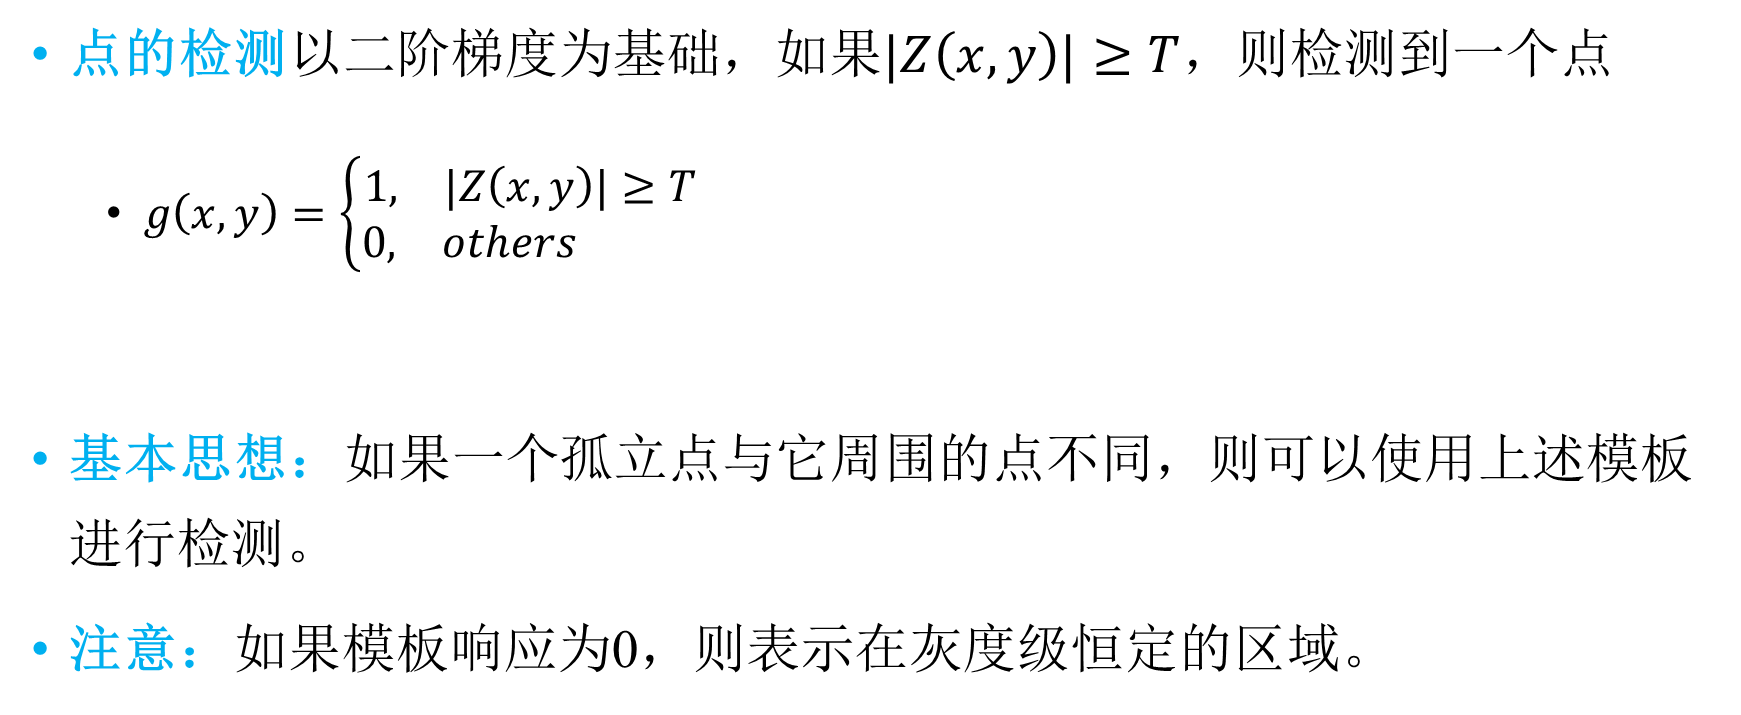 • 点的检测以二阶梯度为基础，如果|Z(x, y)| ≥ T，则检测到一个点
• g(x, y) = { 1, |Z(x, y)| ≥ T
0, others
• 基本思想：如果一个孤立点与它周围的点不同，则可以使用上述模板
进行检测。
• 注意：如果模板响应为0，则表示在灰度级恒定的区域。